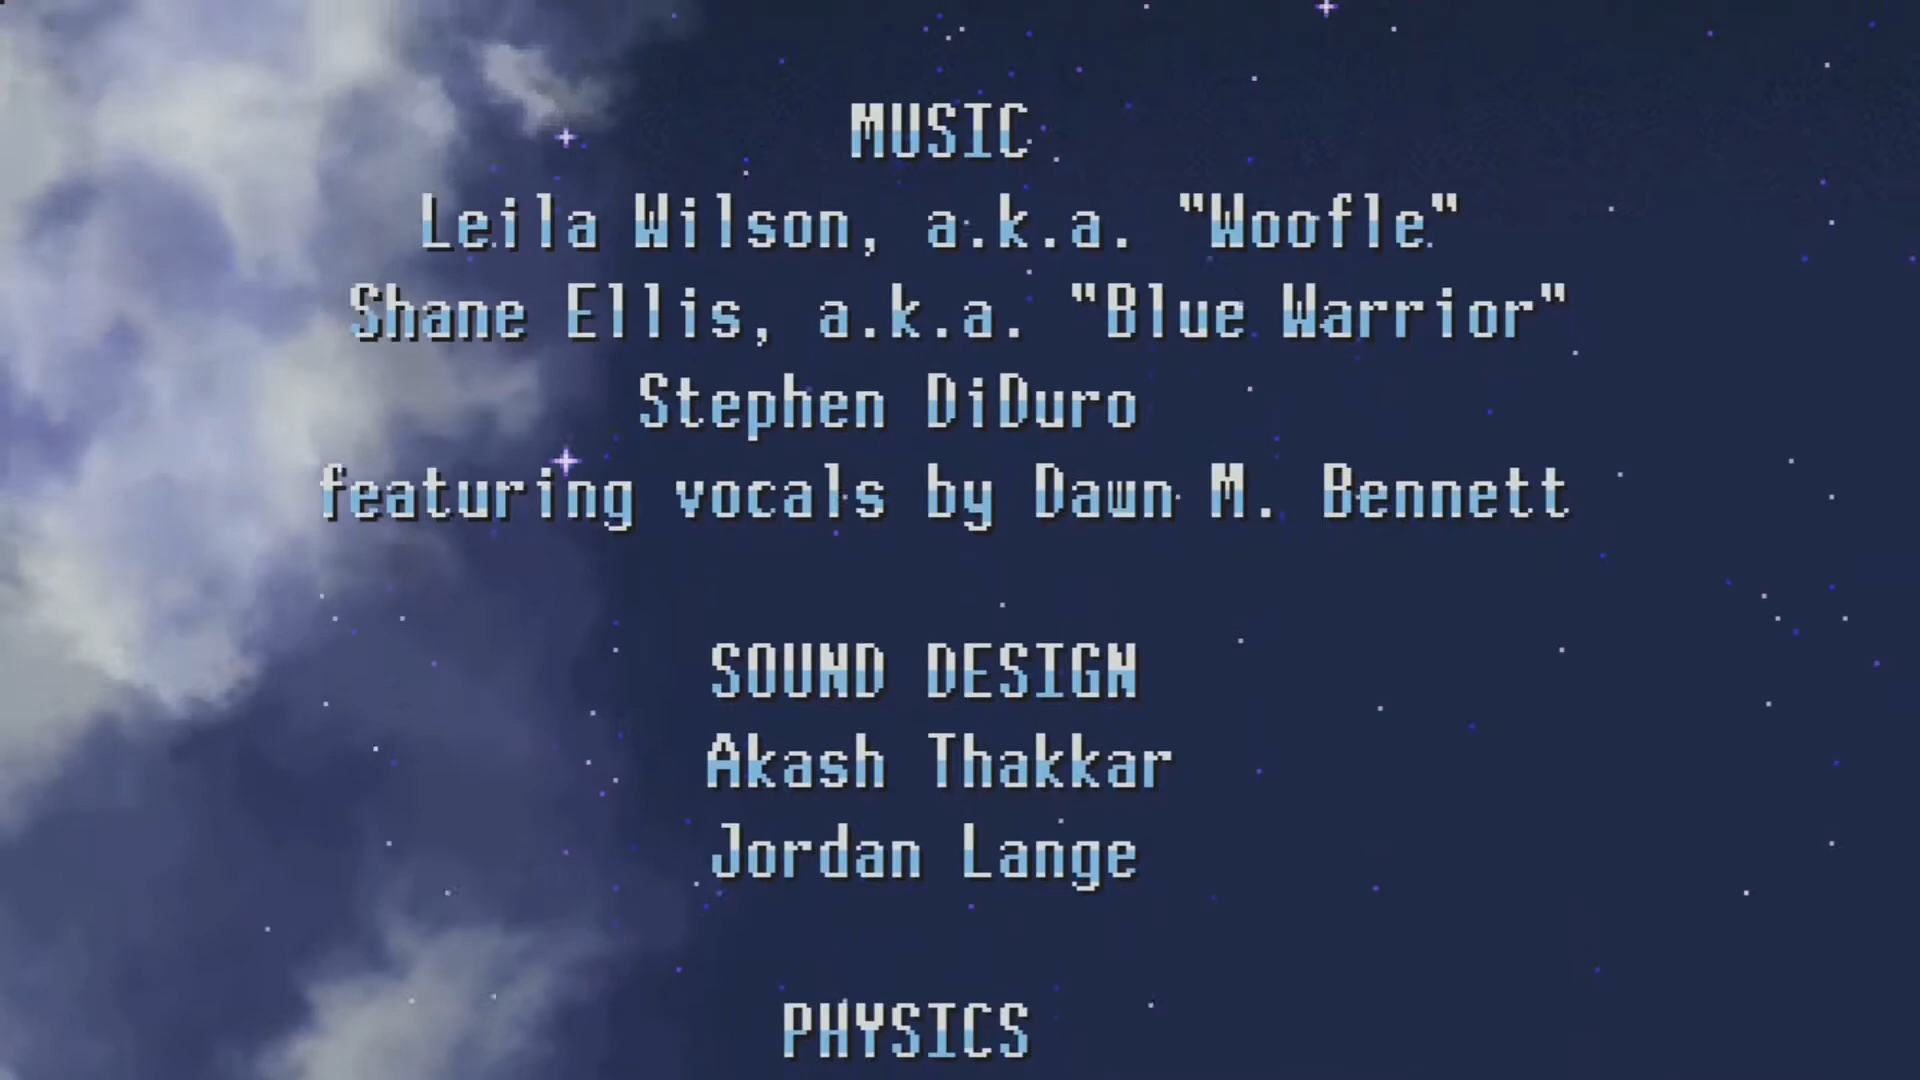 MUSIC
Leila Wilson, a.k.a. "Woofle"
Shane Ellis, a.k.a. "Blue Warrior"
Stephen DiDuro
featuring vocals by Dawn M. Bennett
SOUND DESIGN
Akash Thakkar
Jordan Lange
PHYSICS